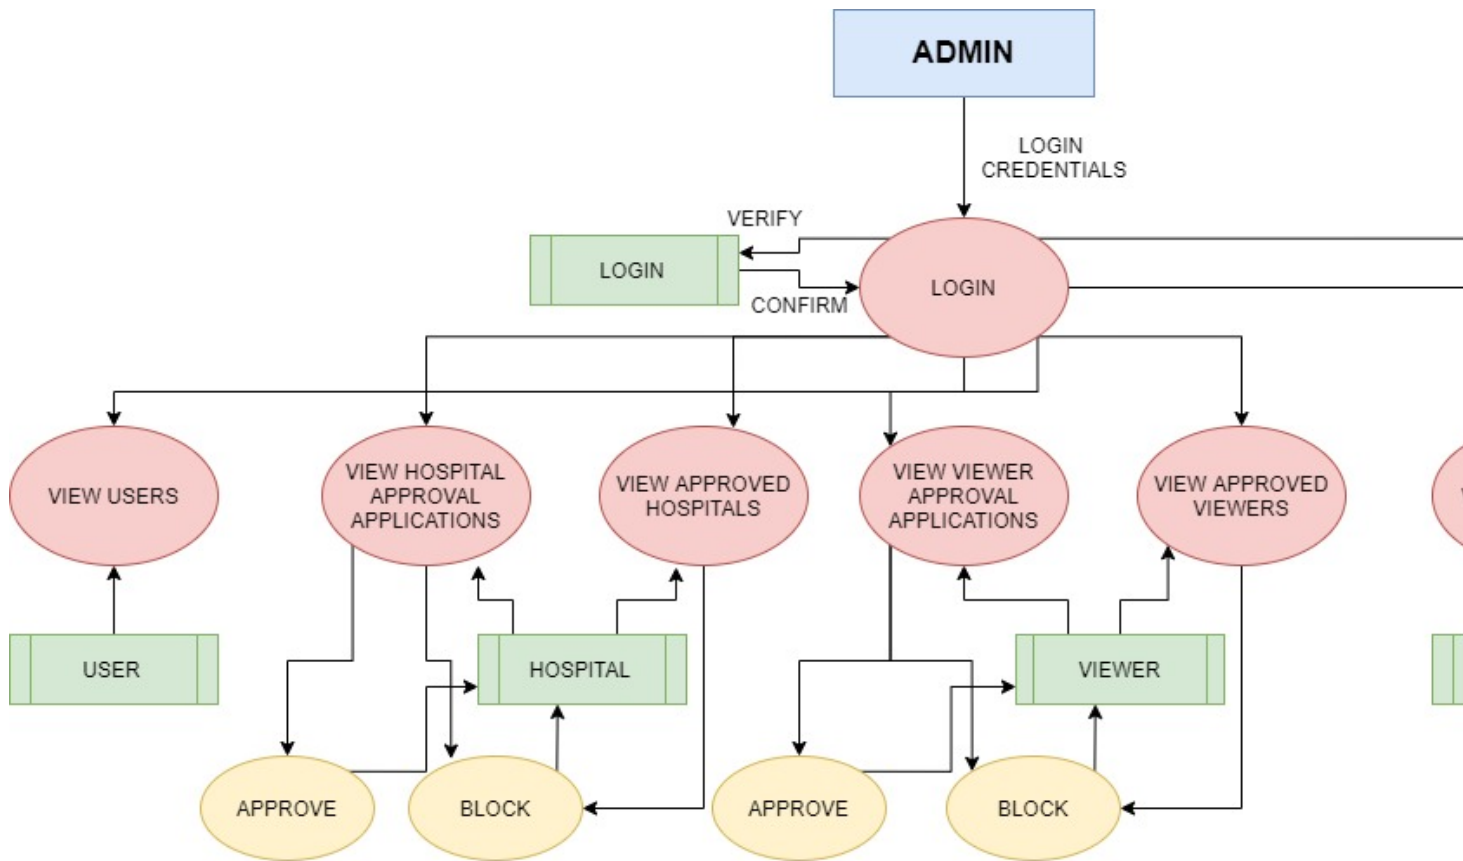 ADMIN
LOGIN
CREDENTIALS
VERIFY
LOGIN
CONFIRM
LOGIN
VIEW USERS
VIEW HOSPITAL
APPROVAL
APPLICATIONS
VIEW APPROVED
HOSPITALS
VIEW VIEWER
APPROVAL
APPLICATIONS
VIEW APPROVED
VIEWERS
USER
HOSPITAL
VIEWER
APPROVE
BLOCK
APPROVE
BLOCK